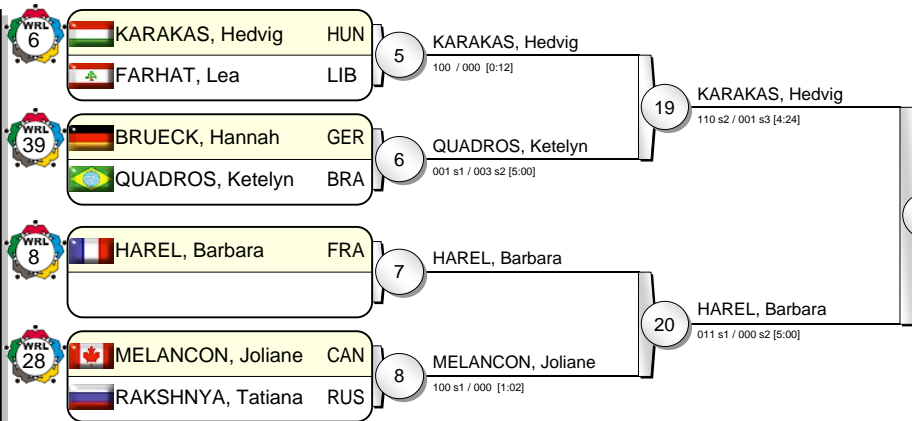 WRL
6
KARAKAS, Hedvig HUN
FARHAT, Lea LIB
5
KARAKAS, Hedvig
100 / 000 [0:12]
WRL
39
BRUECK, Hannah GER
QUADROS, Ketelyn BRA
6
QUADROS, Ketelyn
001 s1 / 003 s2 [5:00]
19
KARAKAS, Hedvig
110 s2 / 001 s3 [4:24]
WRL
8
HAREL, Barbara FRA
7
HAREL, Barbara
WRL
28
MELANCON, Joliane CAN
RAKSHNYA, Tatiana RUS
8
MELANCON, Joliane
100 s1 / 000 [1:02]
20
HAREL, Barbara
011 s1 / 000 s2 [5:00]